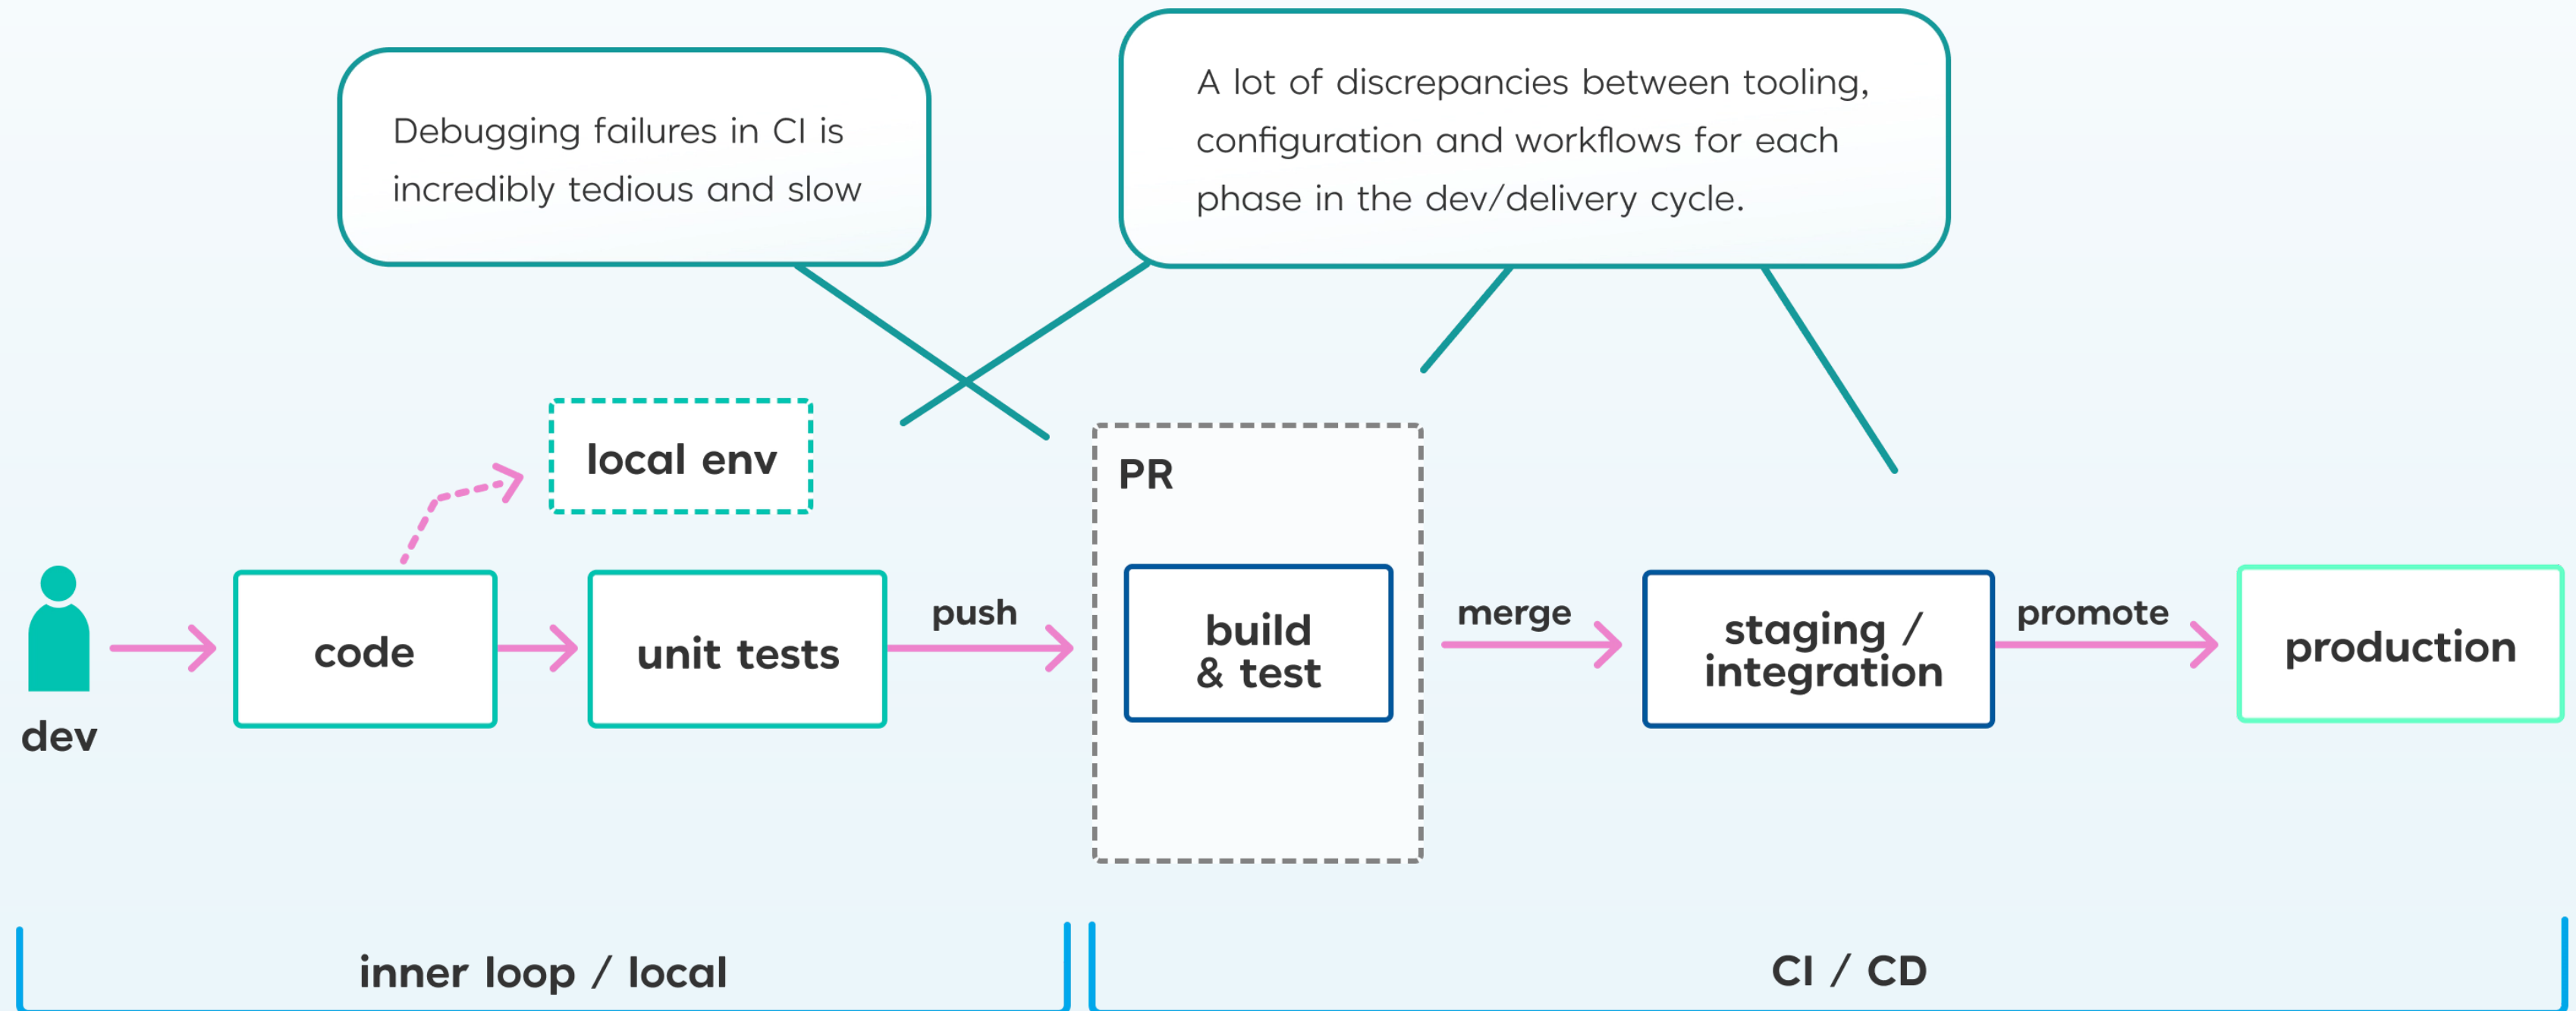 Debugging failures in CI is
incredibly tedious and slow
A lot of discrepancies between tooling,
configuration and workflows for each
phase in the dev/delivery cycle.
local env
PR
dev
code
unit tests
push
build
& test
merge
staging /
integration
promote
production
inner loop / local
CI / CD